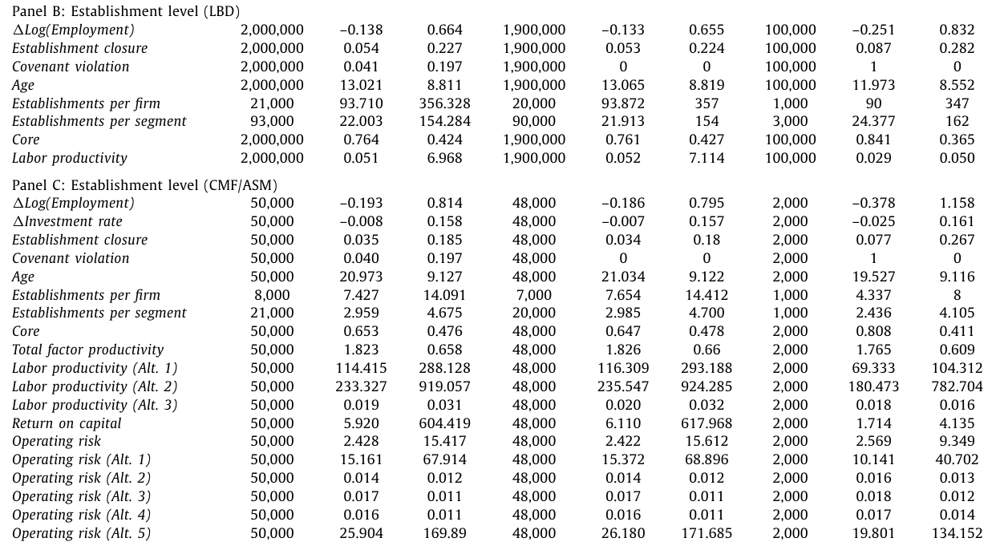 Panel B: Establishment level (LBD)
△Log(Employment) 2,000,000 –0.138 0.664 1,900,000 –0.133 0.655 100,000 –0.251 0.832
Establishment closure 2,000,000 0.054 0.227 1,900,000 0.053 0.224 100,000 0.087 0.282
Covenant violation 2,000,000 0.041 0.197 1,900,000 0 0 100,000 1 0
Age 2,000,000 13.021 8.811 1,900,000 13.065 8.819 100,000 11.973 8.552
Establishments per firm 21,000 93.710 356.328 20,000 93.872 357 1,000 90 347
Establishments per segment 93,000 22.003 154.284 90,000 21.913 154 3,000 24.377 162
Core 2,000,000 0.764 0.424 1,900,000 0.761 0.427 100,000 0.841 0.365
Labor productivity 2,000,000 0.051 6.968 1,900,000 0.052 7.114 100,000 0.029 0.050
Panel C: Establishment level (CMF/ASM)
△Log(Employment) 50,000 –0.193 0.814 48,000 –0.186 0.795 2,000 –0.378 1.158
△Investment rate 50,000 –0.008 0.158 48,000 –0.007 0.157 2,000 –0.025 0.161
Establishment closure 50,000 0.035 0.185 48,000 0.034 0.18 2,000 0.077 0.267
Covenant violation 50,000 0.040 0.197 48,000 0 0 2,000 1 0
Age 50,000 20.973 9.127 48,000 21.034 9.122 2,000 19.527 9.116
Establishments per firm 8,000 7.427 14.091 7,000 7.654 14.412 1,000 4.337 8
Establishments per segment 21,000 2.959 4.675 20,000 2.985 4.700 1,000 2.436 4.105
Core 50,000 0.653 0.476 48,000 0.647 0.478 2,000 0.808 0.411
Total factor productivity 50,000 1.823 0.658 48,000 1.826 0.66 2,000 1.765 0.609
Labor productivity (Alt. 1) 50,000 114.415 288.128 48,000 116.309 293.188 2,000 69.333 104.312
Labor productivity (Alt. 2) 50,000 233.327 919.057 48,000 235.547 924.285 2,000 180.473 782.704
Labor productivity (Alt. 3) 50,000 0.019 0.031 48,000 0.020 0.032 2,000 0.018 0.016
Return on capital 50,000 5.920 604.419 48,000 6.110 617.968 2,000 1.714 4.135
Operating risk 50,000 2.428 15.417 48,000 2.422 15.612 2,000 2.569 9.349
Operating risk (Alt. 1) 50,000 15.161 67.914 48,000 15.372 68.896 2,000 10.141 40.702
Operating risk (Alt. 2) 50,000 0.014 0.012 48,000 0.014 0.012 2,000 0.016 0.013
Operating risk (Alt. 3) 50,000 0.017 0.011 48,000 0.017 0.011 2,000 0.018 0.012
Operating risk (Alt. 4) 50,000 0.016 0.011 48,000 0.016 0.011 2,000 0.017 0.014
Operating risk (Alt. 5) 50,000 25.904 169.89 48,000 26.180 171.685 2,000 19.801 134.152